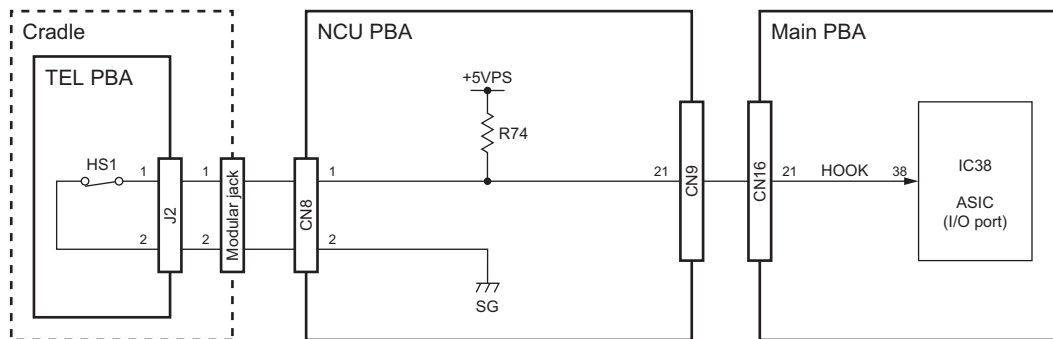 Cradle
TEL PBA
HS1
1
2
J2
1
2
Modular jack
NCU PBA
CN8
1
2
+5VPS
R74
SG
21
CN9
Main PBA
CN16
21
HOOK
38
IC38
ASIC
(I/O port)